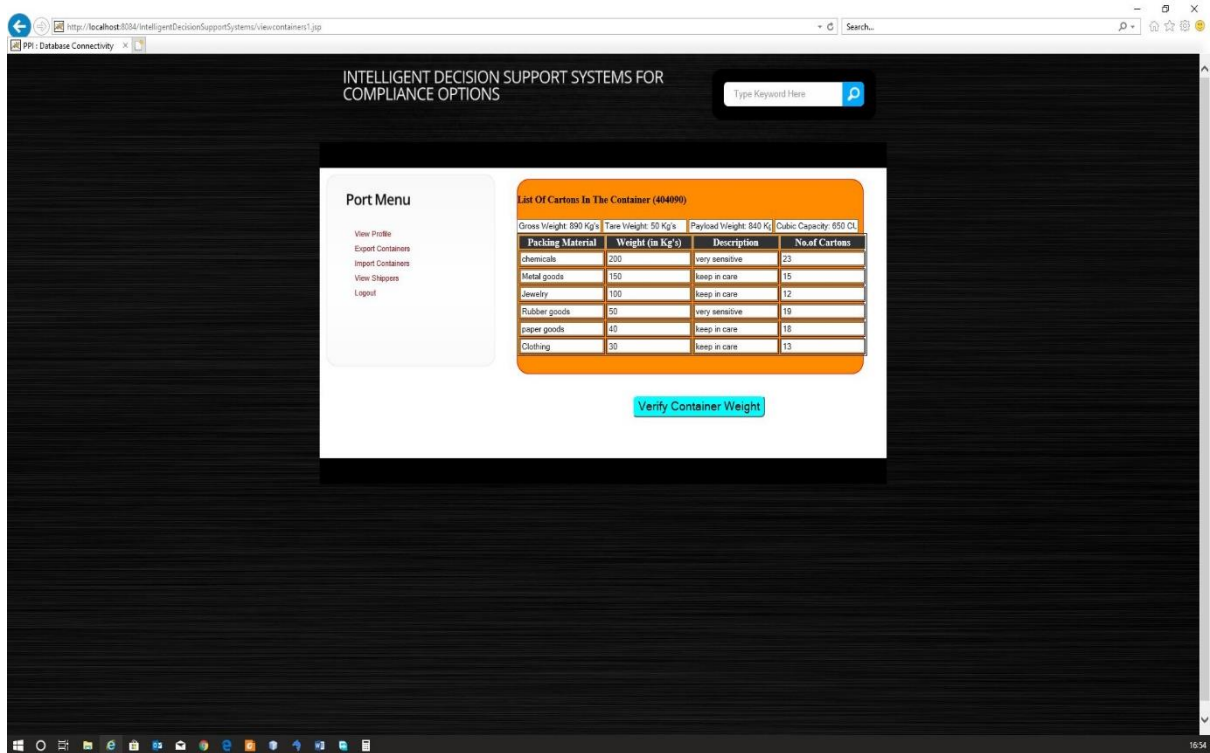 http://localhost:8084/IntelligentDecisionSupportSystems/viewcontainers1.jsp
Search...
PPI : Database Connectivity
INTELLIGENT DECISION SUPPORT SYSTEMS FOR
COMPLIANCE OPTIONS
Type Keyword Here
Port Menu
View Profile
Export Containers
Import Containers
View Shippers
Logout
List Of Cartons In The Container (404090)
Gross Weight: 890 Kg's Tare Weight: 50 Kg's Payload Weight: 840 Kg Cubic Capacity: 650 CU
Packing Material Weight (in Kg's) Description No.of Cartons
chemicals 200 very sensitive 23
Metal goods 150 keep in care 15
Jewelry 100 keep in care 12
Rubber goods 50 very sensitive 19
paper goods 40 keep in care 18
Clothing 30 keep in care 13
Verify Container Weight
16:54